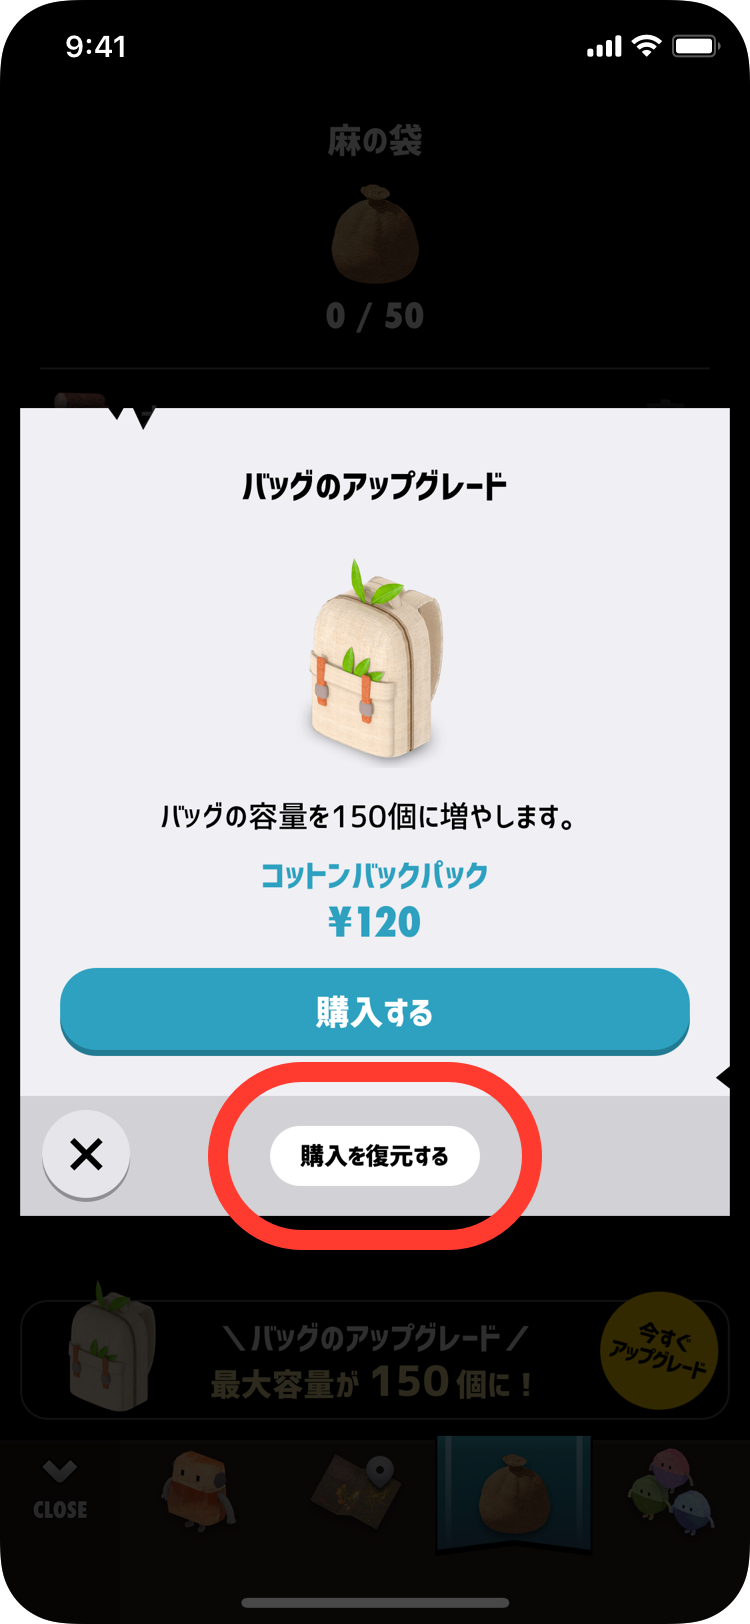 9:41
麻の袋
0 / 50
バッグのアップグレード
バッグの容量を150個に増やします。
コットンバックパック
¥120
購入する
購入を復元する
\バッグのアップグレード/
最大容量が 150 個に！
今すぐ
アップグレード
CLOSE